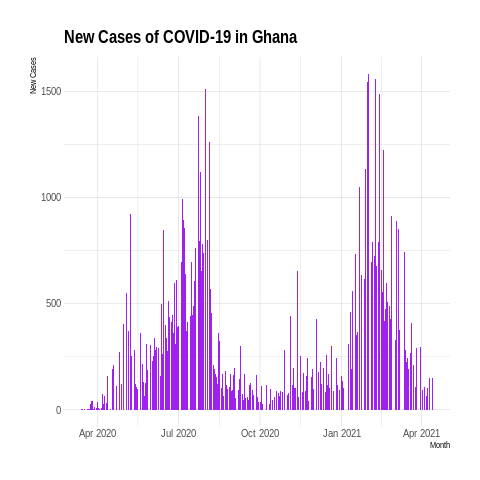 New Cases of COVID-19 in Ghana
New Cases
1500
1000
500
0
Apr 2020 Jul 2020 Oct 2020 Jan 2021 Apr 2021
Month